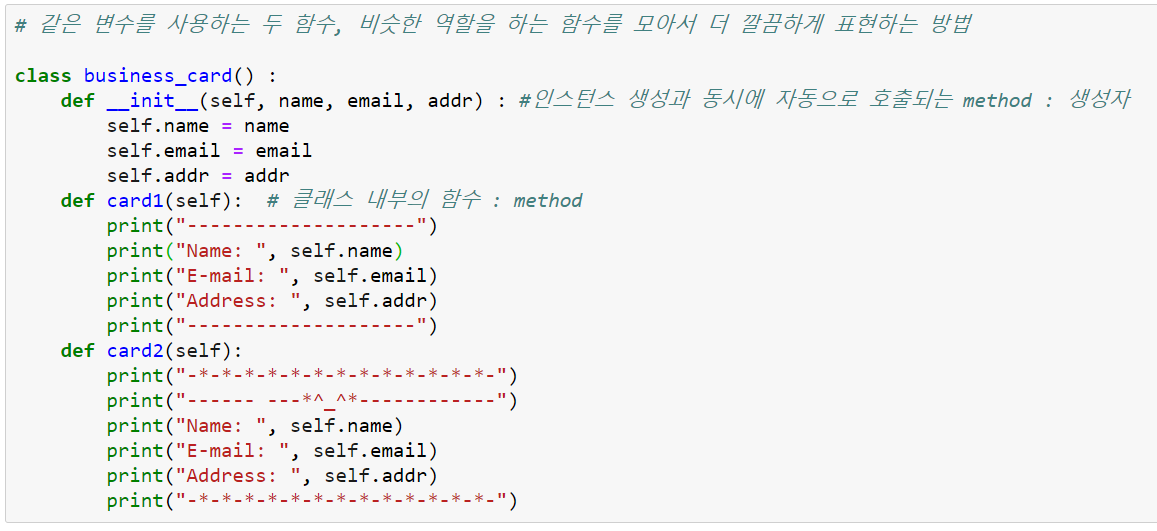 # 같은 변수를 사용하는 두 함수, 비슷한 역할을 하는 함수를 모아서 더 깔끔하게 표현하는 방법
class business_card() :
    def __init__(self, name, email, addr) : #인스턴스 생성과 동시에 자동으로 호출되는 method : 생성자
        self.name = name
        self.email = email
        self.addr = addr
    def card1(self):  # 클래스 내부의 함수 : method
        print("--------------------")
        print("Name: ", self.name)
        print("E-mail: ", self.email)
        print("Address: ", self.addr)
        print("--------------------")
    def card2(self):
        print("-*-*-*-*-*-*-*-*-*-*-*-*-*-")
        print("------ ---*^_^*------------")
        print("Name: ", self.name)
        print("E-mail: ", self.email)
        print("Address: ", self.addr)
        print("-*-*-*-*-*-*-*-*-*-*-*-*-*-")